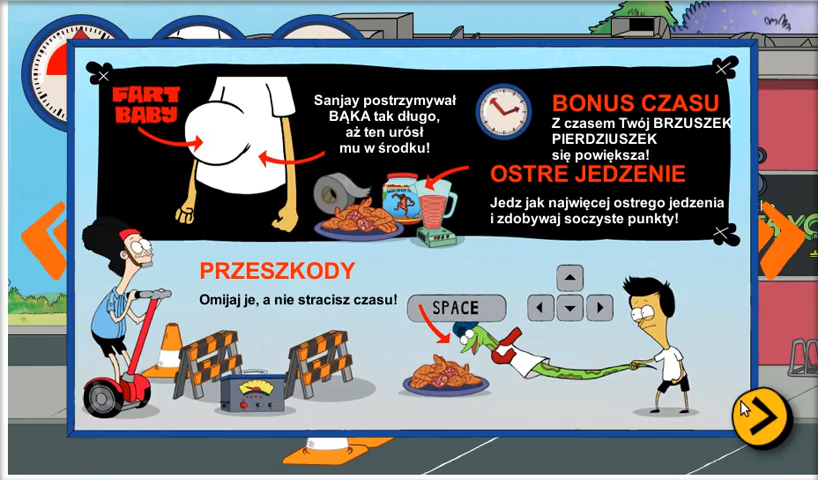 FART
BABY
Sanjay postrzymywał
BĄKA tak długo,
aż ten urósł
mu w środku!
BONUS CZASU
Z czasem Twój BRZUSZEK
PIERDZIUSZEK
się powiększa!
OSTRE JEDZENIE
Jedz jak najwięcej ostrego jedzenia
i zdobywaj soczyste punkty!
PRZESZKODY
Omijaj je, a nie stracisz czasu!
SPACE